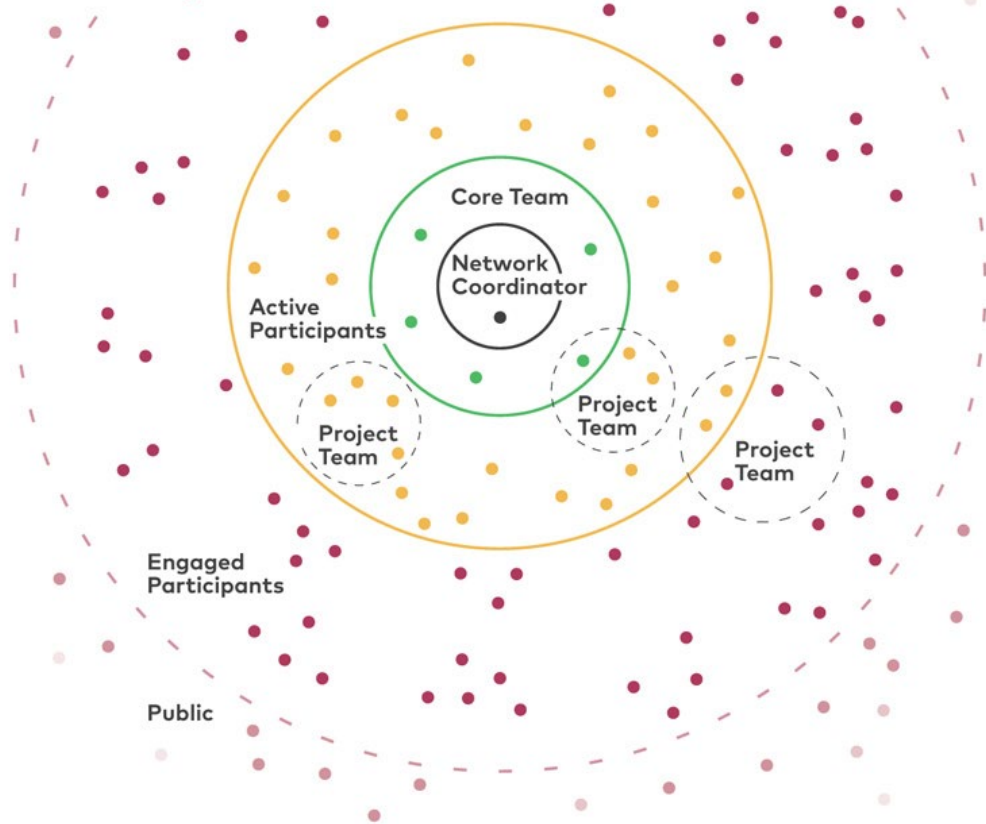 Core Team
Network
Coordinator
Active
Participants
Project
Team
Project
Team
Project
Team
Engaged
Participants
Public